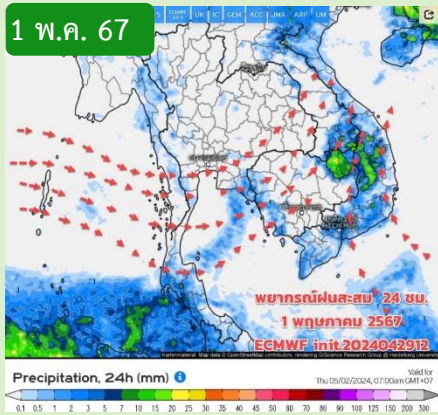 1 พ.ค. 67
ECMWF UK IC GEM ACC JMA ARP UM
0
พยากรณ์ฝนสะสม 24 ชม.
1 พฤษภาคม 2567
ECMWF init.2024042912
Precipitation, 24h (mm)
Valid for
Thu 05/02/2024, 07:00am GMT+07
0.1 0.5 1 2 3 5 7 10 15 20 25 30 35 40 45 50 60 70 80 90 100 125 150 200 300